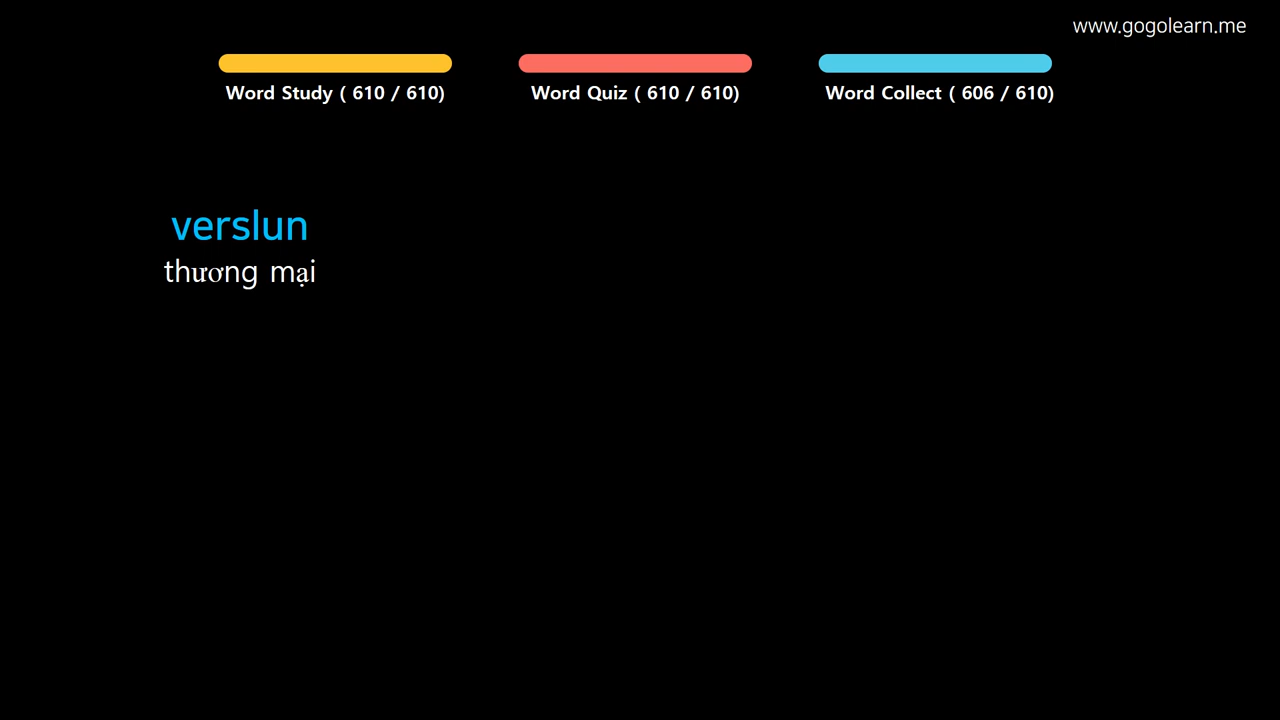 www.gogolearn.me
Word Study ( 610 / 610)
Word Quiz ( 610 / 610)
Word Collect ( 606 / 610)
verslun
thương mại